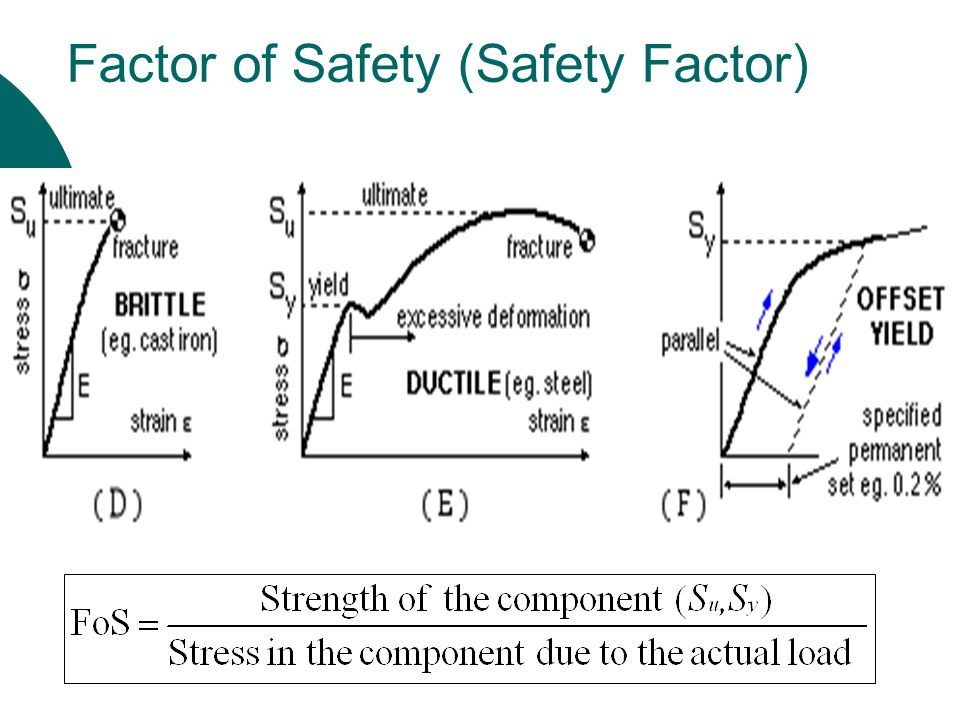 Factor of Safety (Safety Factor)
Su
ultimate
fracture
BRITTLE
(eg. cast iron)
stress σ
E
strain ε
(D)
Su
ultimate
fracture
Sy
yield
excessive deformation
stress σ
E
DUCTILE (eg. steel)
strain ε
(E)
Sy
OFFSET
YIELD
parallel
specified
permanent
set eg. 0.2%
(F)
FoS = Strength of the component (Su,Sy)
Stress in the component due to the actual load